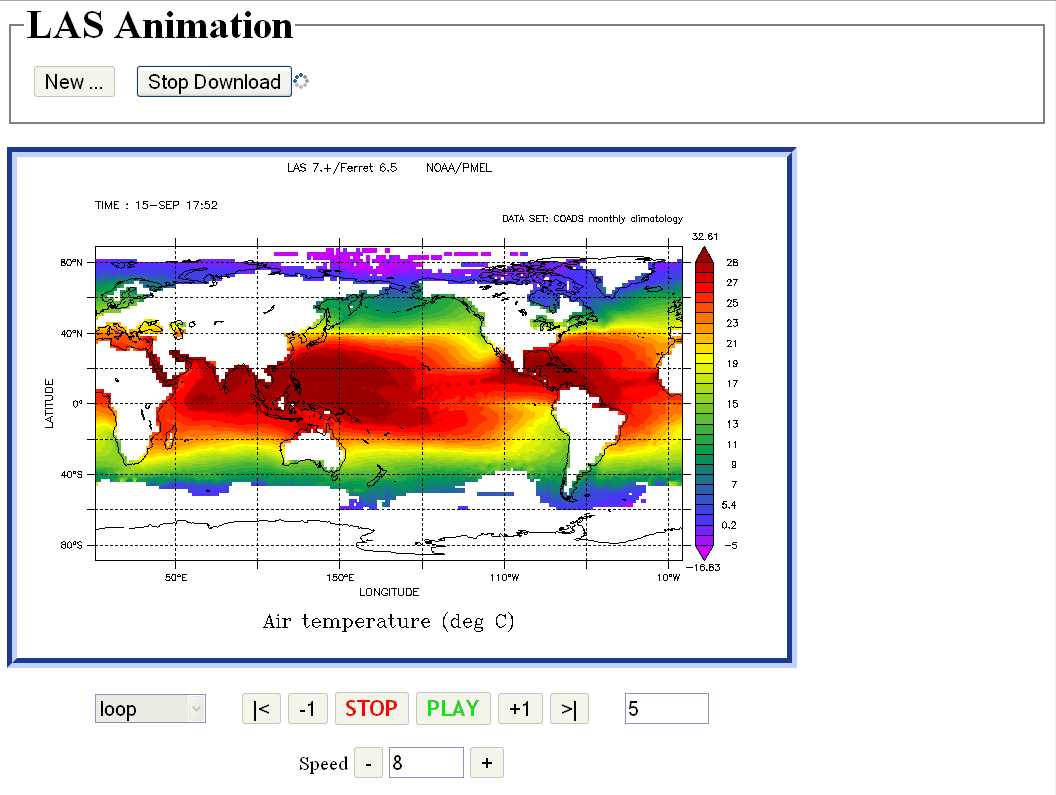 LAS Animation
New ... Stop Download
LAS 7.+/Ferret 6.5 NOAA/PMEL
TIME : 15-SEP 17:52
DATA SET: COADS monthly climatology
32.61
80°N
40°N
0°
40°S
80°S
LATITUDE
28
27
25
23
21
19
17
15
13
11
9
7
5.4
0.2
-5
-16.83
50°E 150°E 110°W 10°W
LONGITUDE
Air temperature (deg C)
loop |< -1 STOP PLAY +1 >| 5
Speed - 8 +